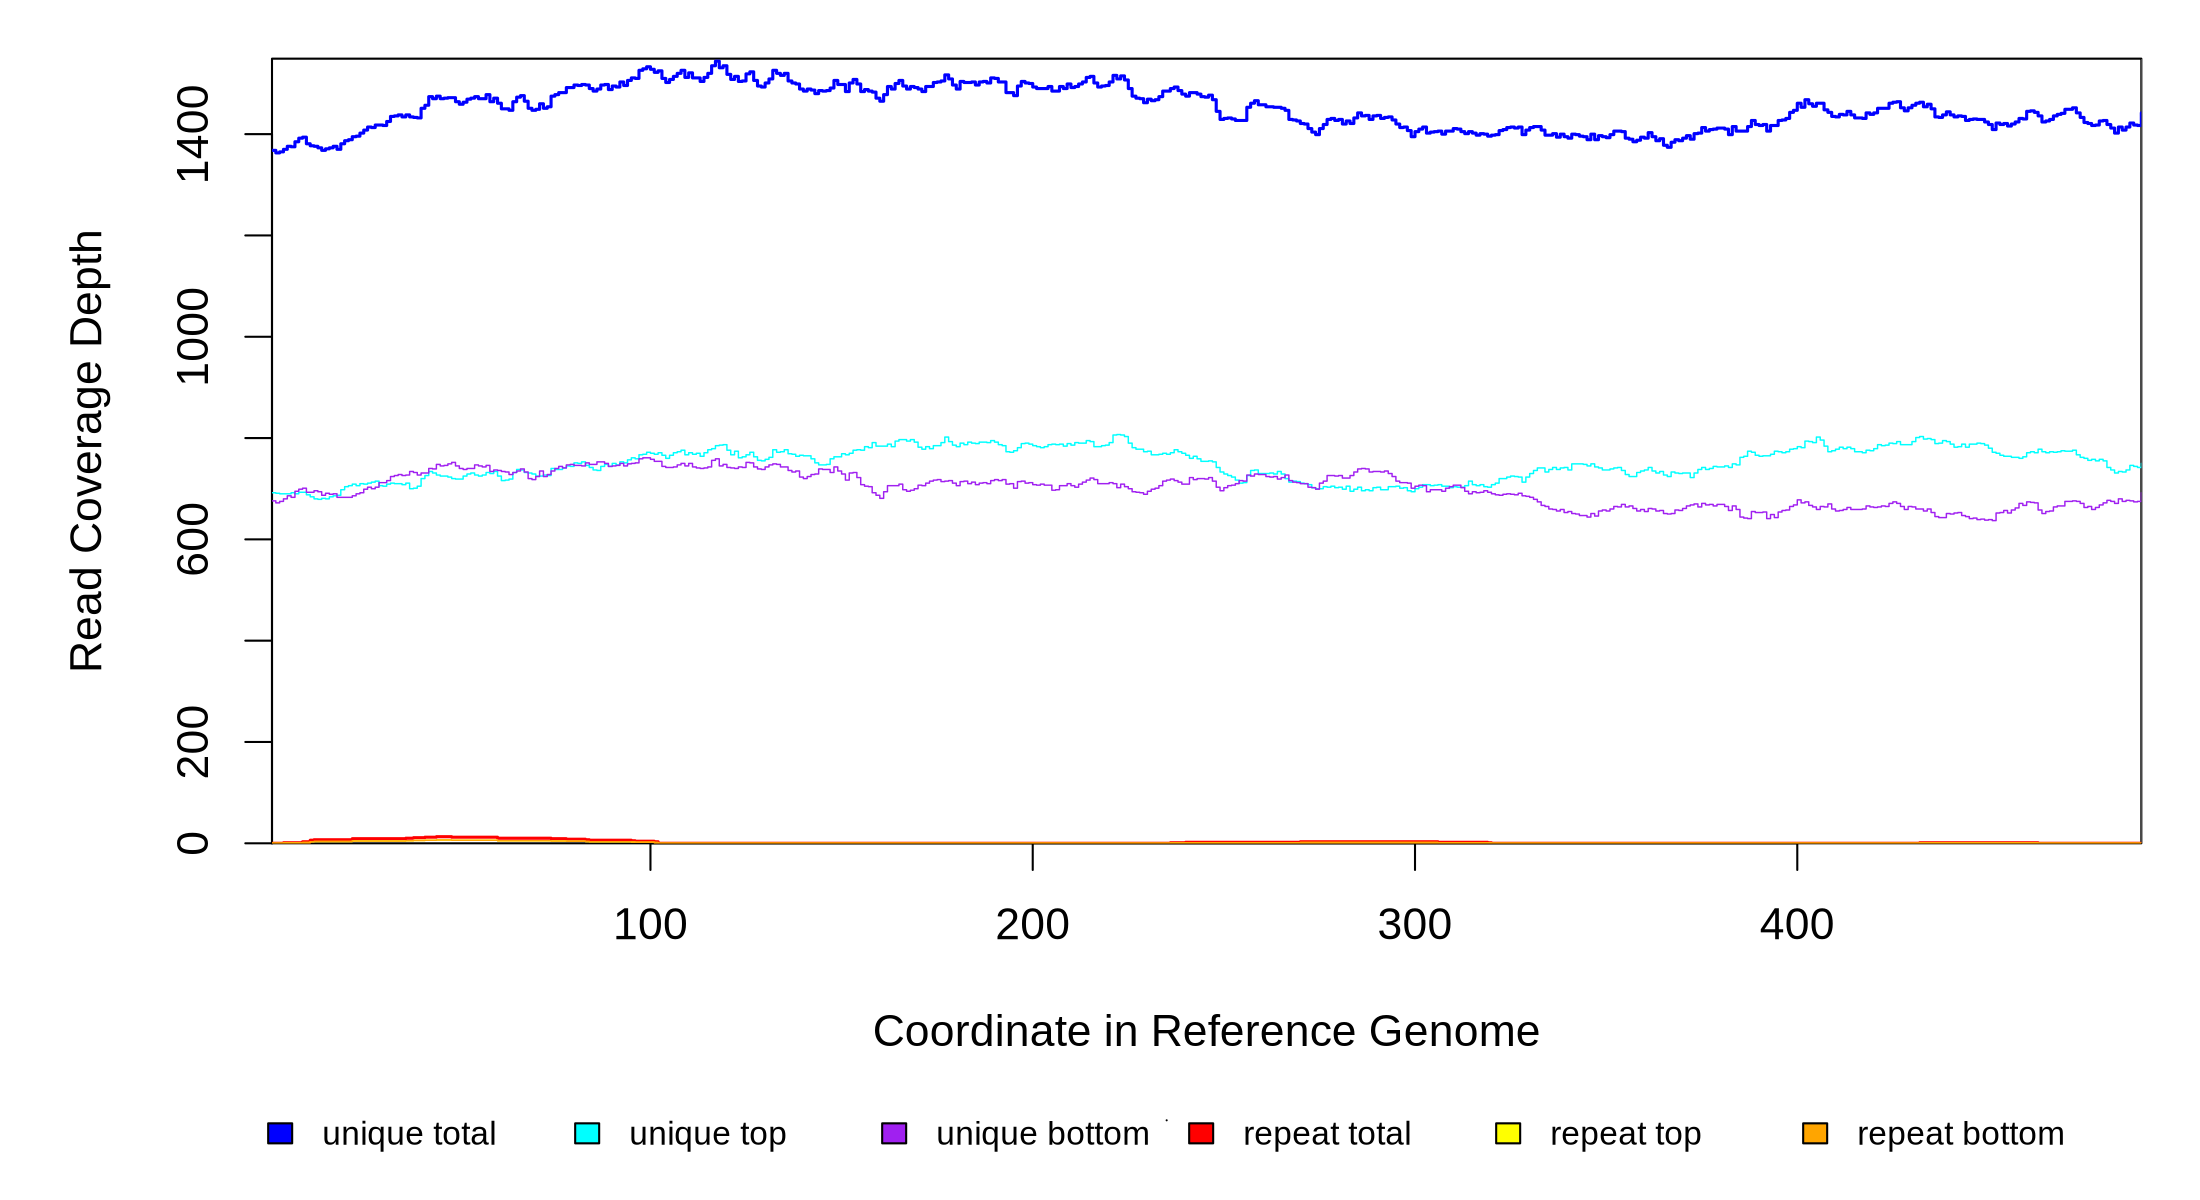 1400
1000
600
200
0
Read Coverage Depth
100 200 300 400
Coordinate in Reference Genome
unique total unique top unique bottom repeat total repeat top repeat bottom